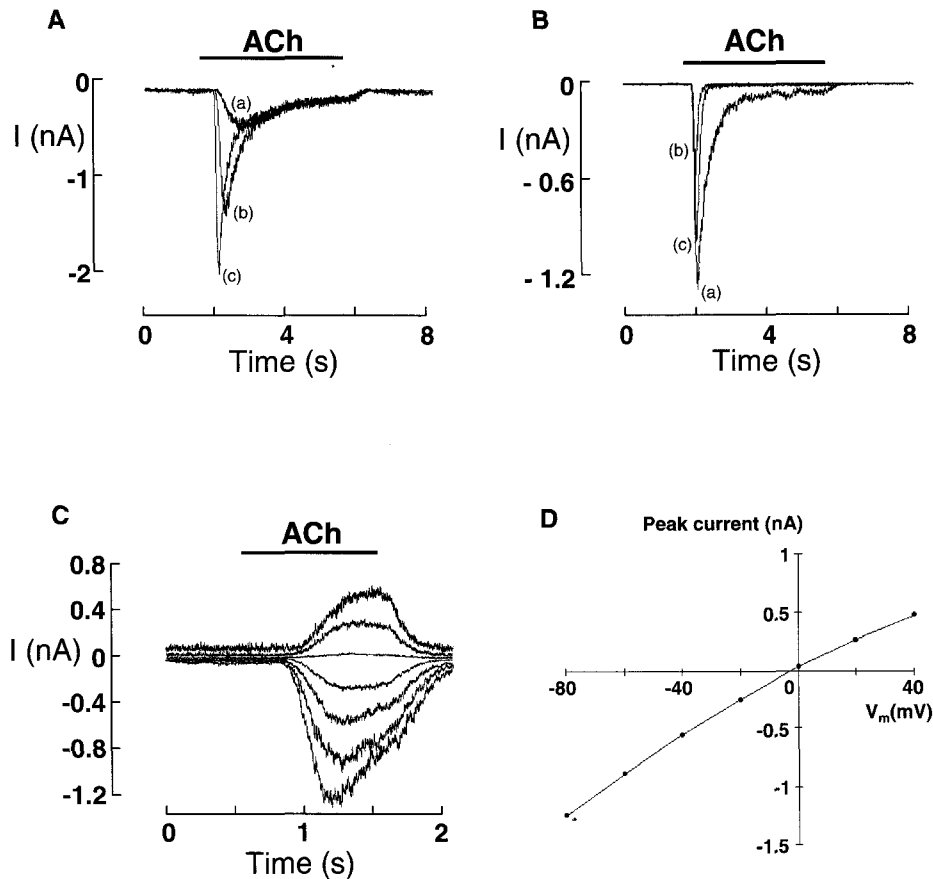 A
ACh
0
I (nA)
-1
-2
(a)
(b)
(c)
0 4 8
Time (s)
B
ACh
0
I (nA)
- 0.6
- 1.2
(b)
(c)
(a)
0 4 8
Time (s)
C
ACh
0.8
0.4
I (nA) 0
-0.4
-0.8
-1.2
0 1 2
Time (s)
D
Peak current (nA)
1
0.5
-80 -40 0 40
Vm(mV)
-0.5
-1
-1.5